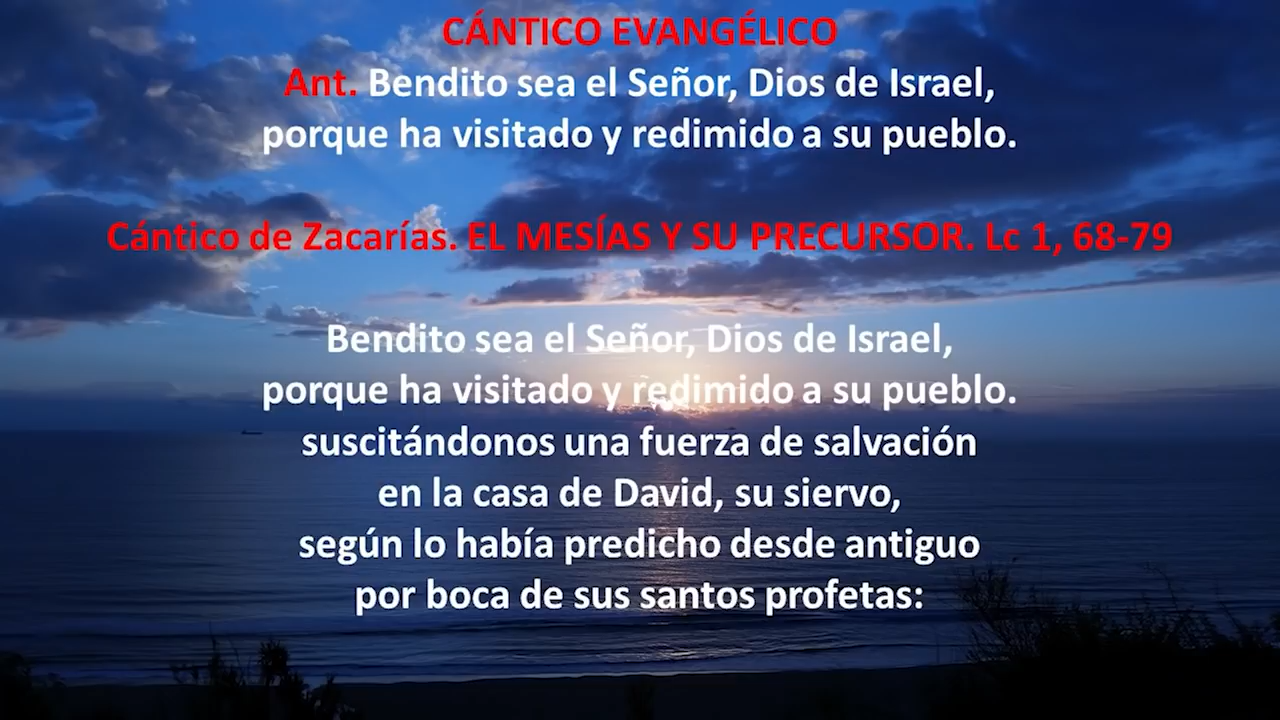 CÁNTICO EVANGÉLICO
Ant. Bendito sea el Señor, Dios de Israel,
porque ha visitado y redimido a su pueblo.
Cántico de Zacarías. EL MESÍAS Y SU PRECURSOR. Lc 1, 68-79
Bendito sea el Señor, Dios de Israel,
porque ha visitado y redimido a su pueblo.
suscitándonos una fuerza de salvación
en la casa de David, su siervo,
según lo había predicho desde antiguo
por boca de sus santos profetas: